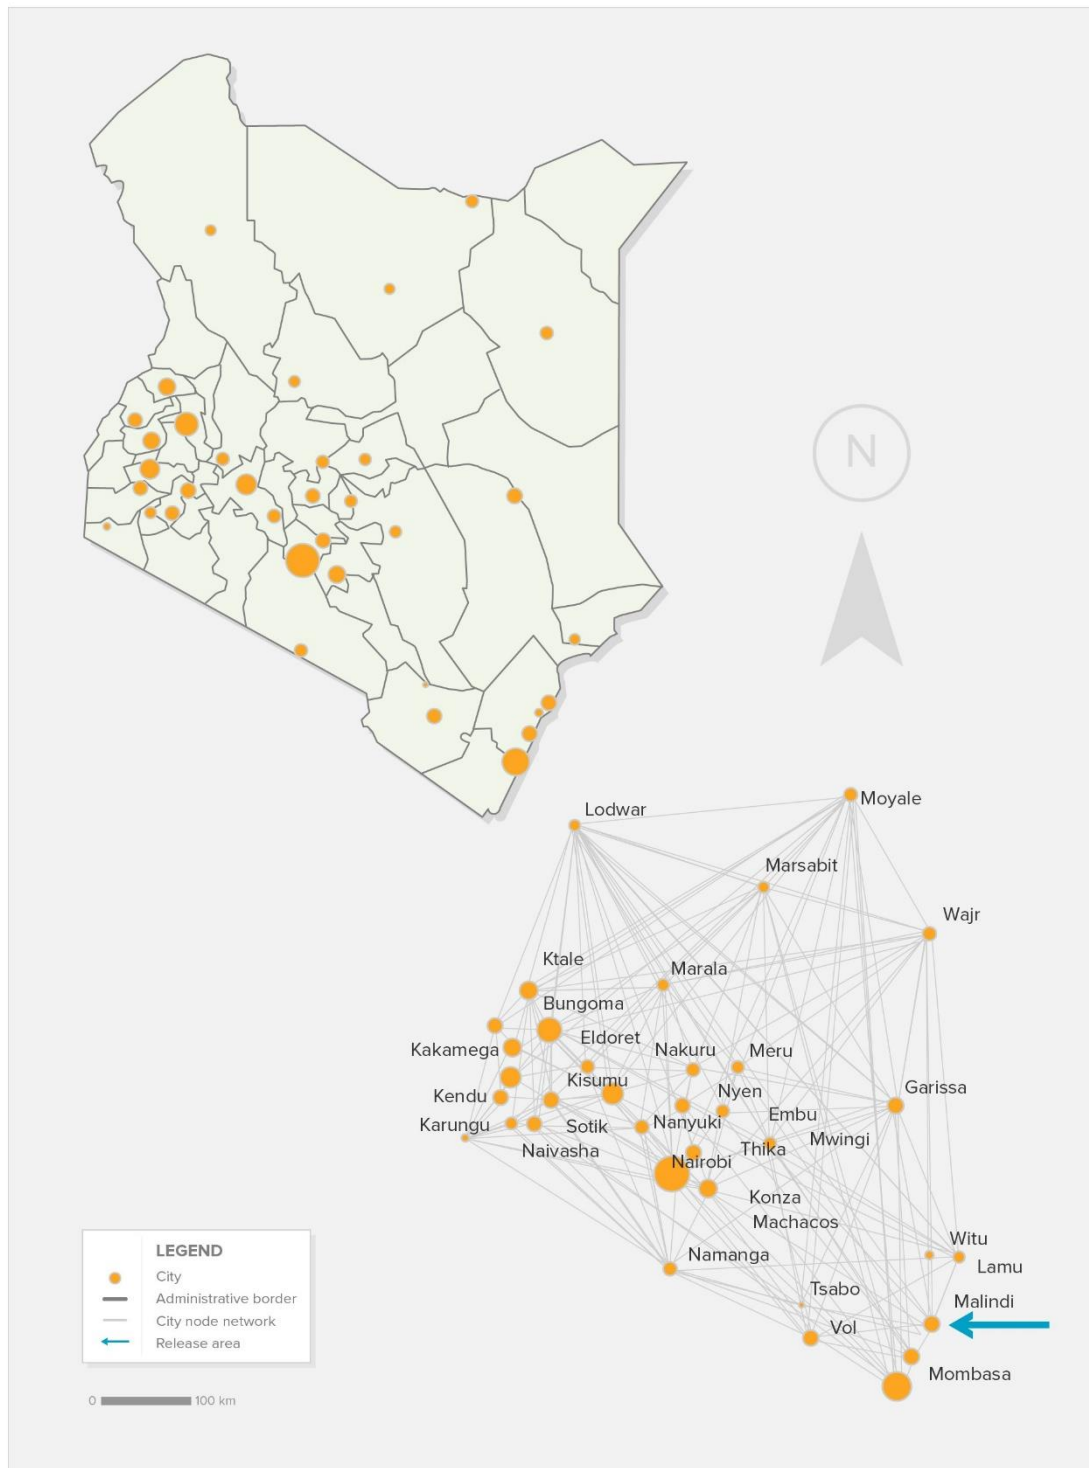 N
Lodwar
Moyale
Marsabit
Wajr
Ktale
Marala
Bungoma
Eldoret
Kakamega
Nakuru
Meru
Kisumu
Garissa
Kendu
Nyen
Embu
Karungu
Sotik
Nanyuki
Mwingi
Naivasha
Nairobi
Thika
Konza
Machacos
Witu
Namanga
Lamu
Tsabo
Malindi
Vol
Mombasa
LEGEND
City
Administrative border
City node network
Release area
0 100 km